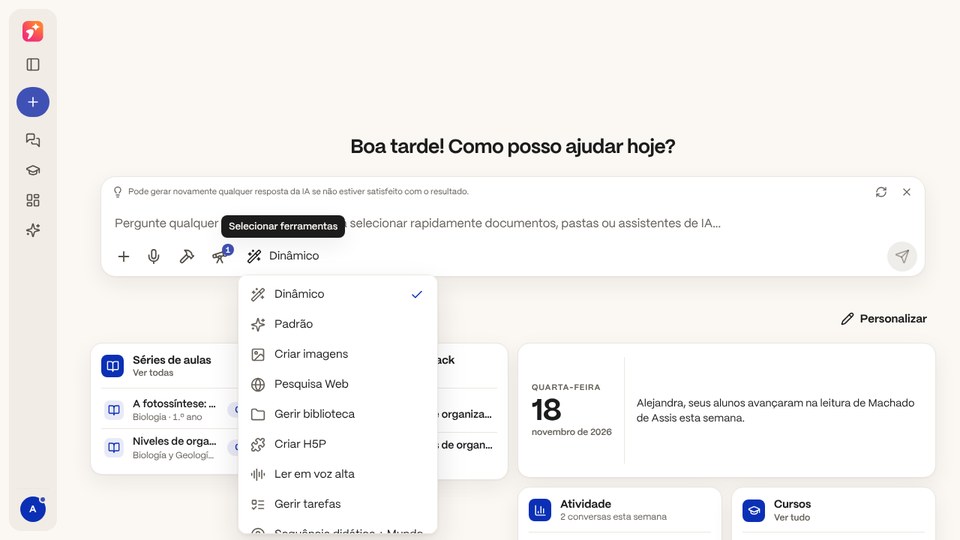 Boa tarde! Como posso ajudar hoje?
Pode gerar novamente qualquer resposta da IA se não estiver satisfeito com o resultado.
Pergunte qualquer
selecionar rapidamente documentos, pastas ou assistentes de IA...
Selecionar ferramentas
1
Dinâmico
Dinâmico
Padrão
Criar imagens
Pesquisa Web
Gerir biblioteca
Criar H5P
Ler em voz alta
Gerir tarefas
Sequência didática + Mundo
Personalizar
Séries de aulas
Ver todas
A fotossíntese: ...
Biologia · 1.º ano
Niveles de orga...
Biología y Geologí...
QUARTA-FEIRA
18
novembro de 2026
Alejandra, seus alunos avançaram na leitura de Machado
de Assis esta semana.
Atividade
2 conversas esta semana
Cursos
Ver tudo
A